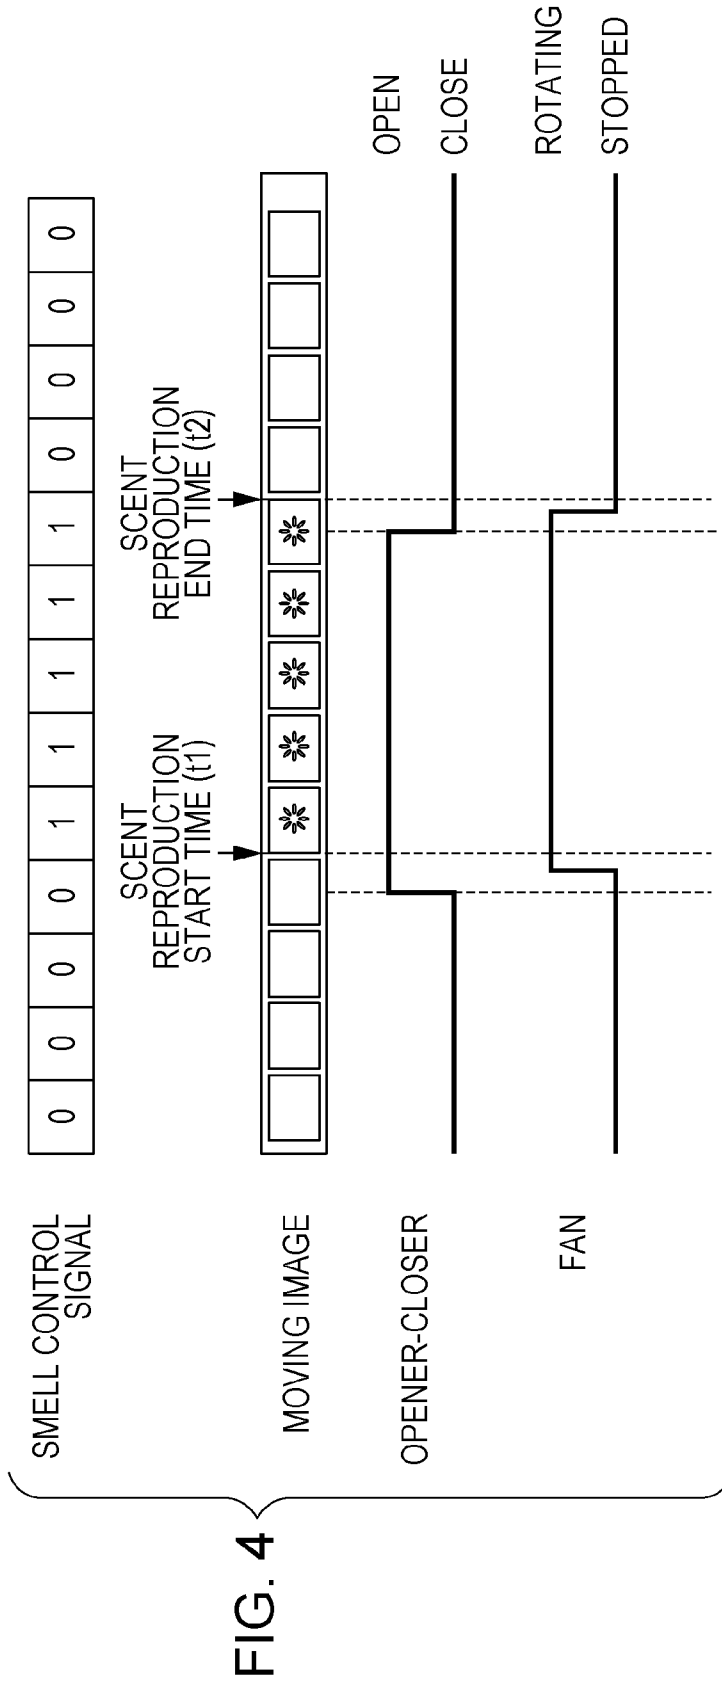 FIG. 4
SMELL CONTROL
SIGNAL
0 0 0 0 1 1 1 1 1 0 0 0 0
SCENT
REPRODUCTION
START TIME (t1)
SCENT
REPRODUCTION
END TIME (t2)
MOVING IMAGE
OPENER-CLOSER
OPEN
CLOSE
FAN
ROTATING
STOPPED